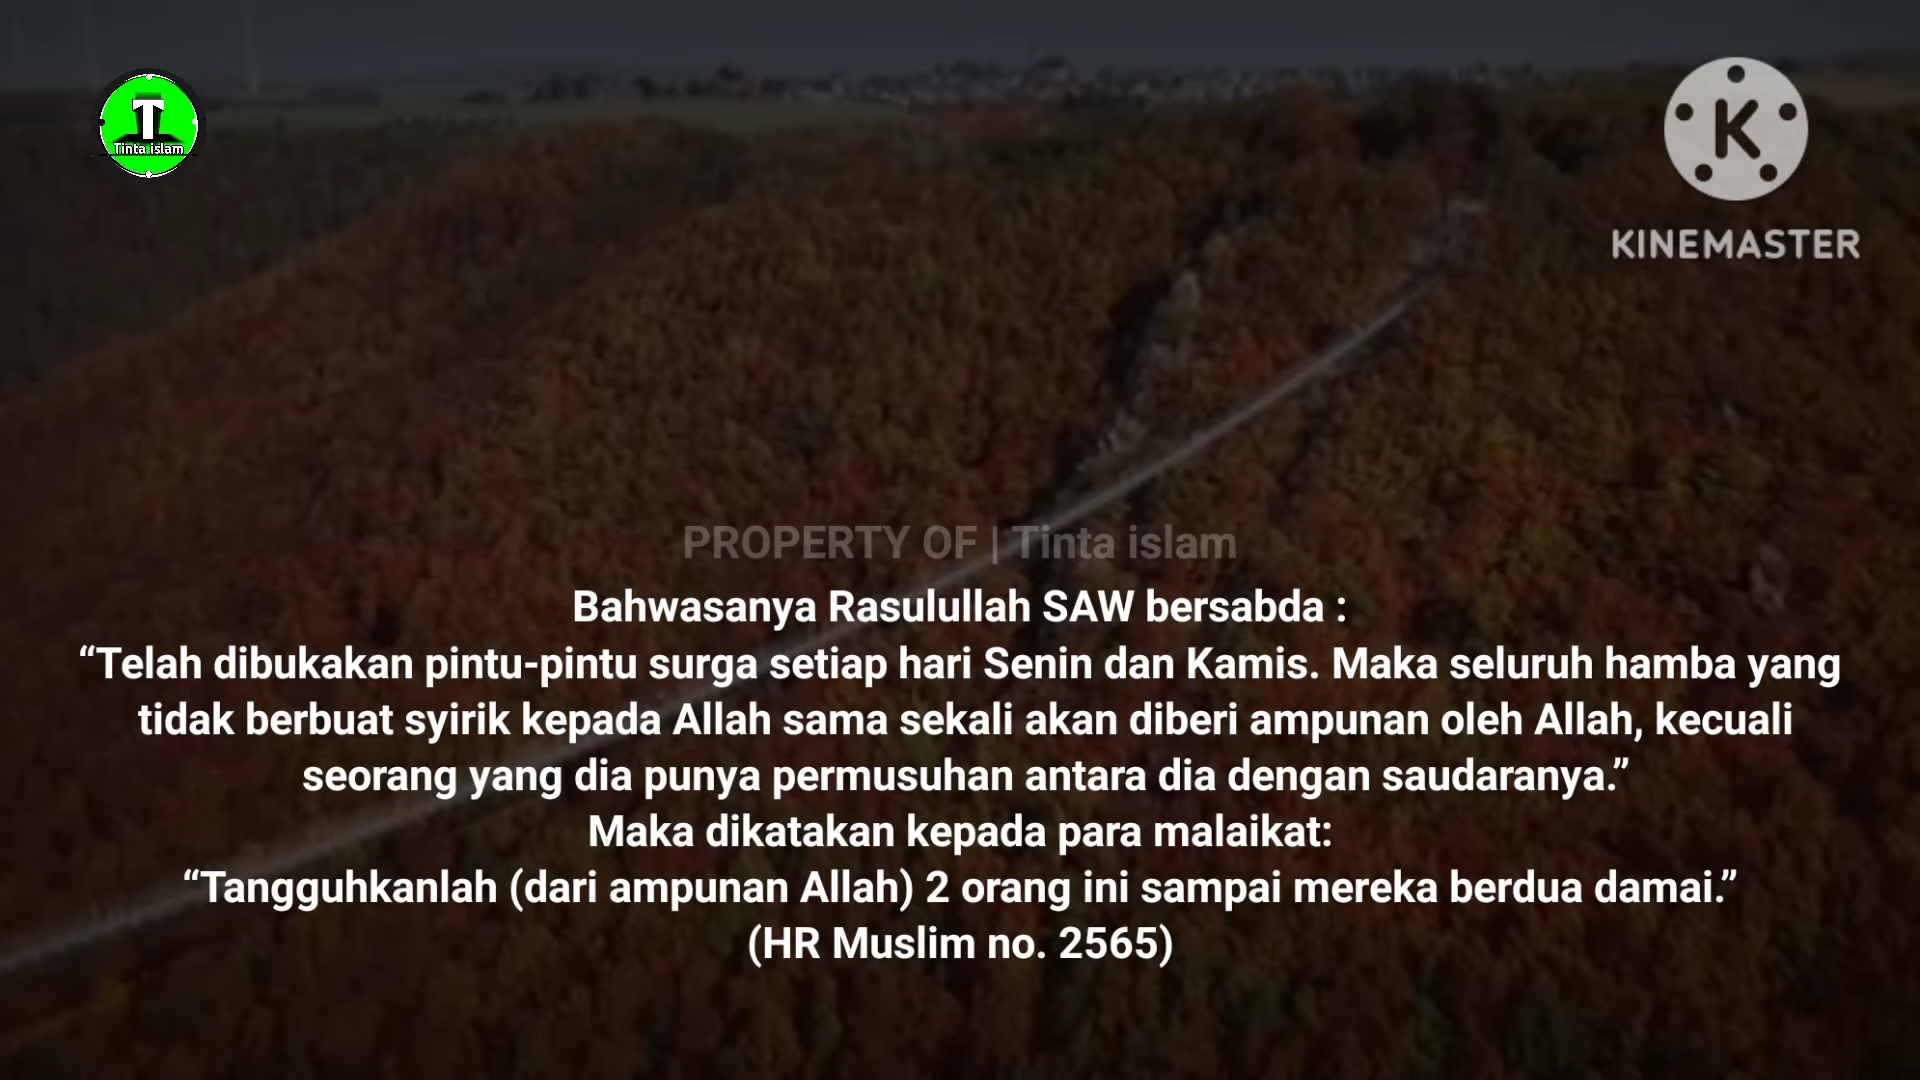 T
Tinta islam
K
KINEMASTER
PROPERTY OF | Tinta islam
Bahwasanya Rasulullah SAW bersabda :
“Telah dibukakan pintu-pintu surga setiap hari Senin dan Kamis. Maka seluruh hamba yang
tidak berbuat syirik kepada Allah sama sekali akan diberi ampunan oleh Allah, kecuali
seorang yang dia punya permusuhan antara dia dengan saudaranya.”
Maka dikatakan kepada para malaikat:
“Tangguhkanlah (dari ampunan Allah) 2 orang ini sampai mereka berdua damai.”
(HR Muslim no. 2565)